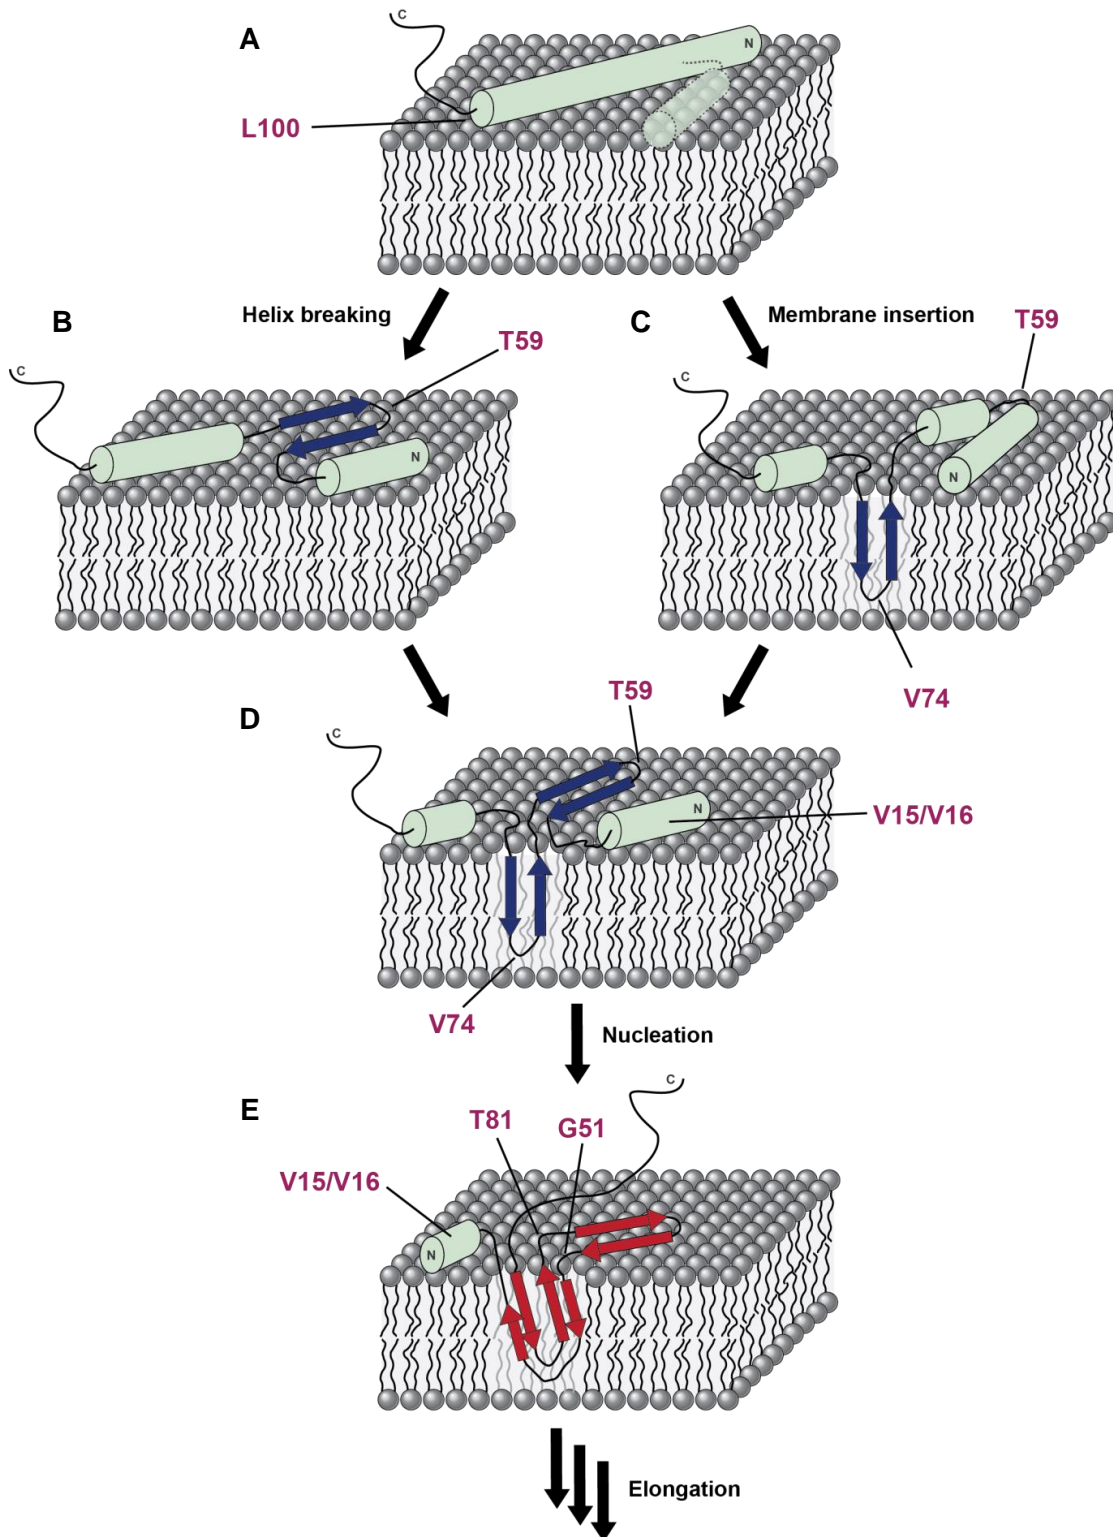 A
C
N
L100
Helix breaking
Membrane insertion
B
C
T59
N
C
C
T59
N
V74
D
C
T59
N
V15/V16
V74
Nucleation
E
C
T81
G51
V15/V16
N
Elongation